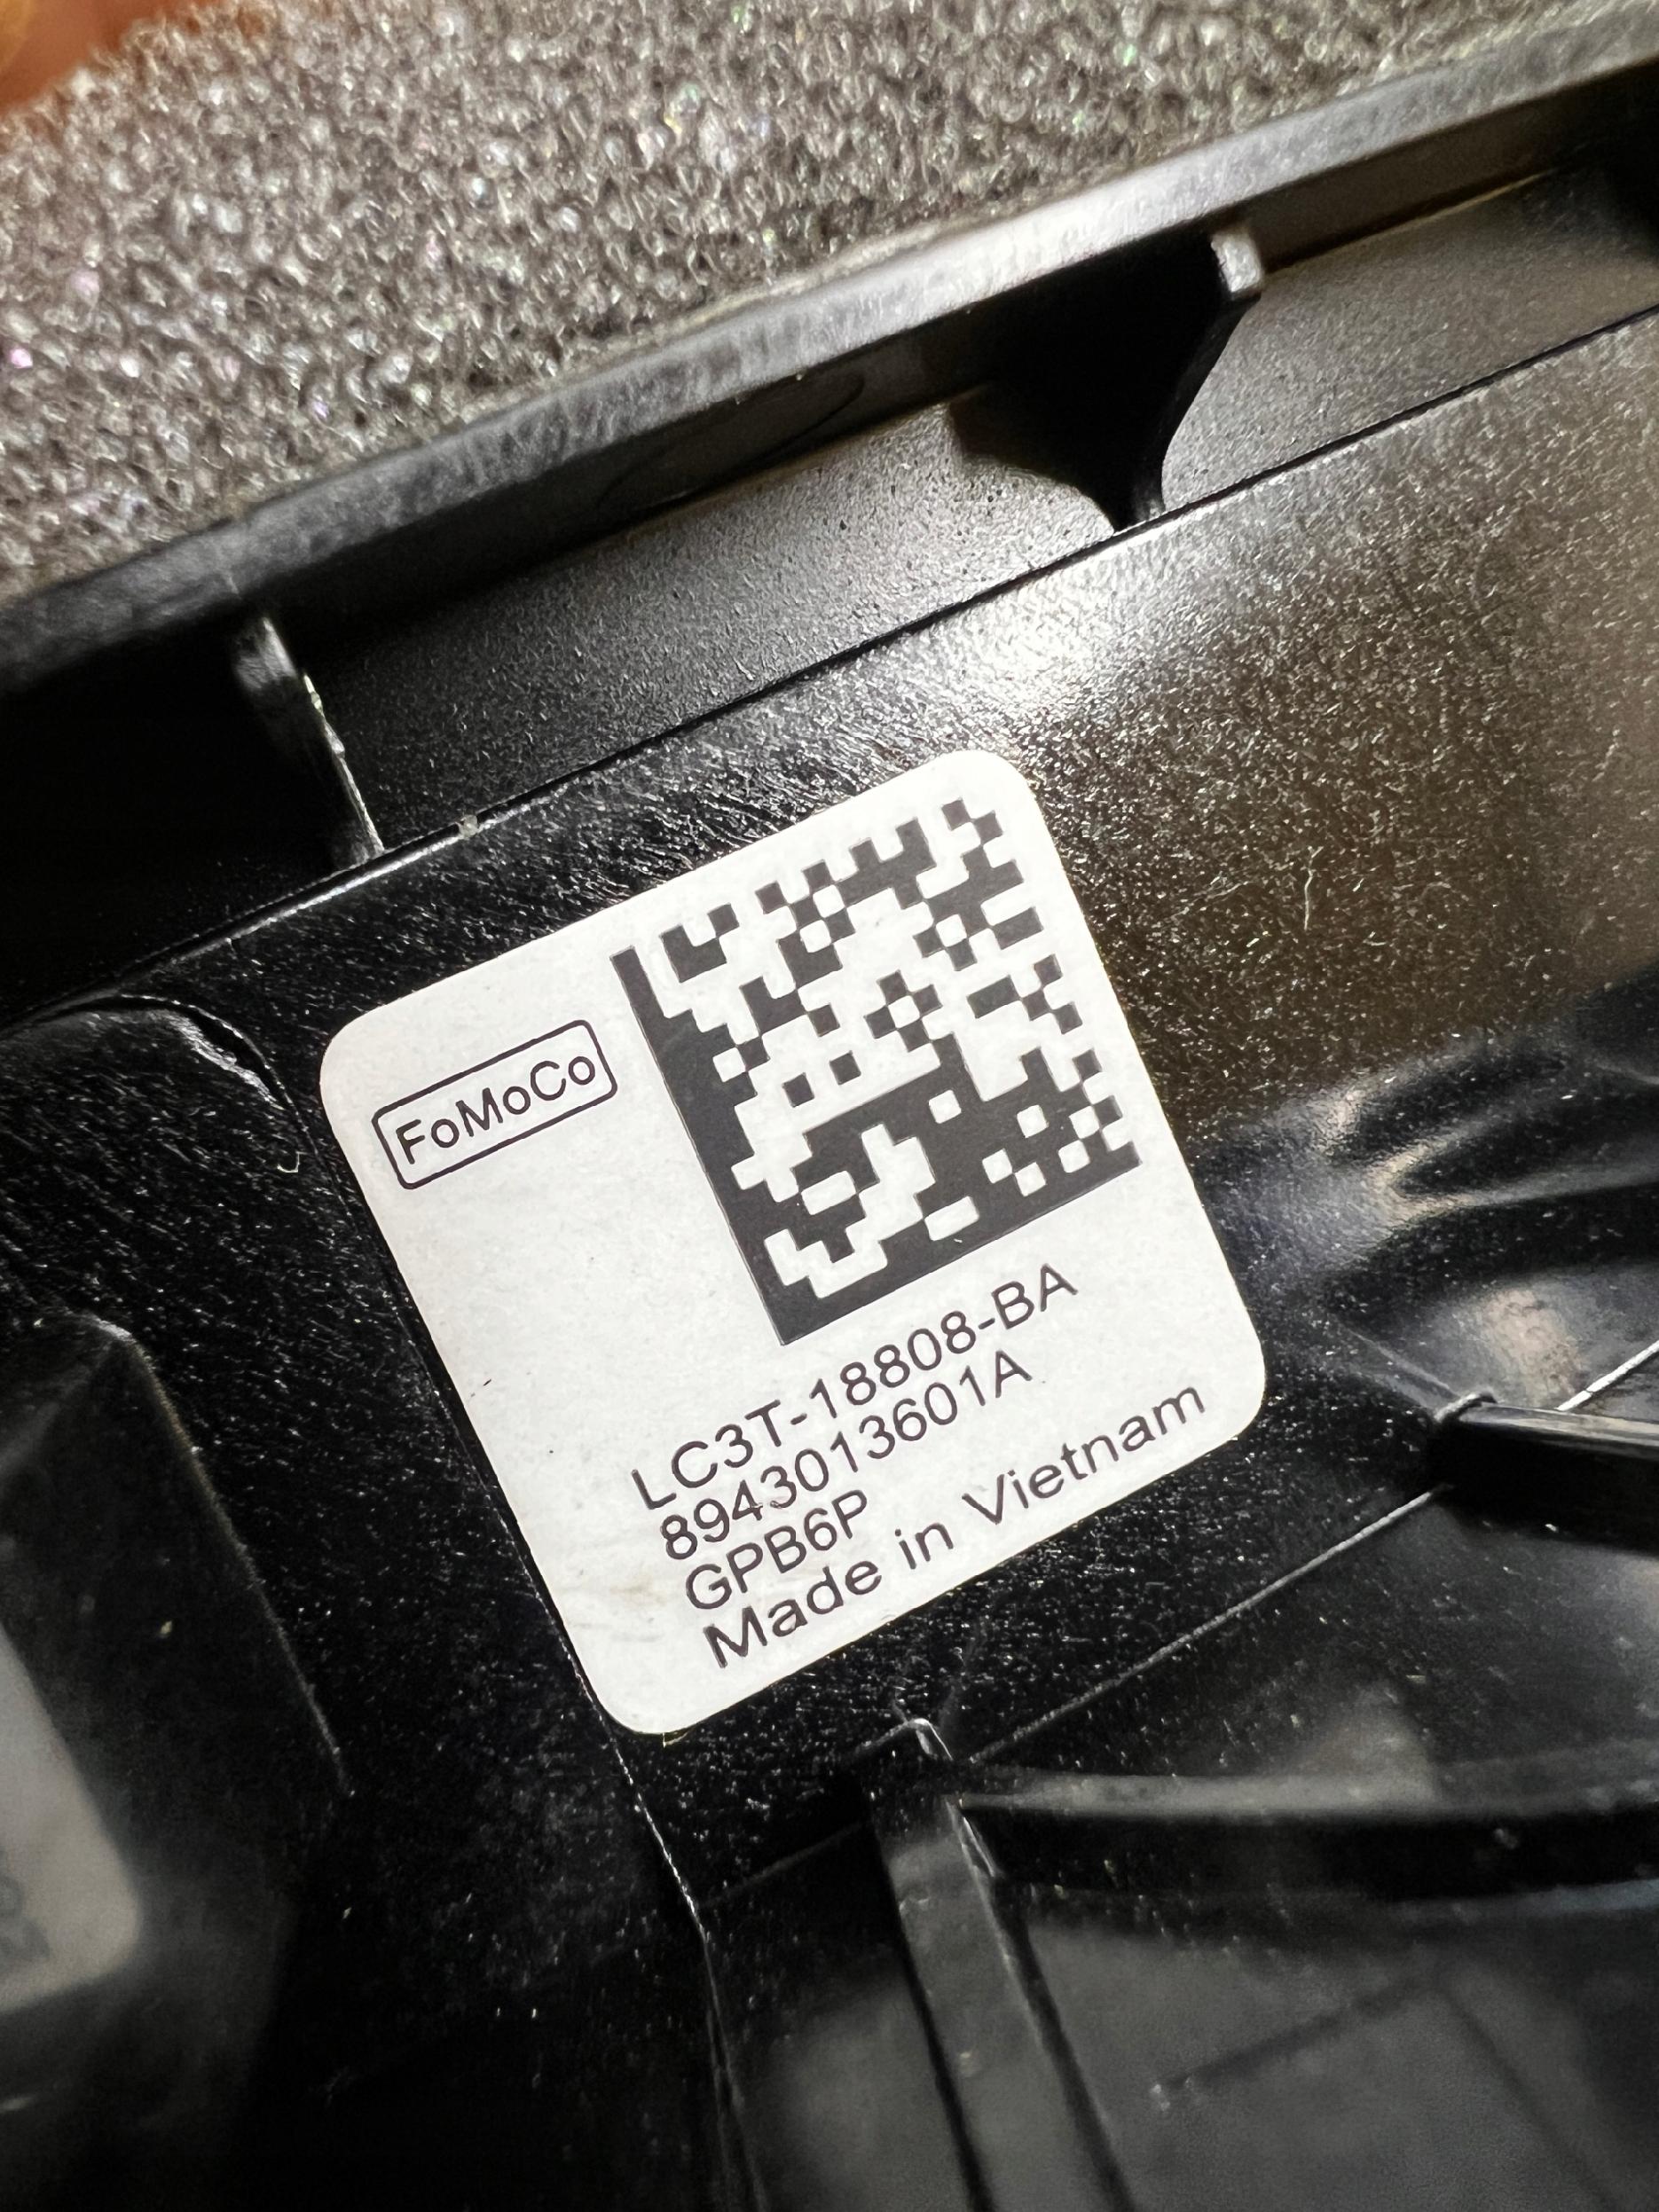 FoMoCo
LC3T-18808-BA
8943013601A
GPB6P
Made in Vietnam